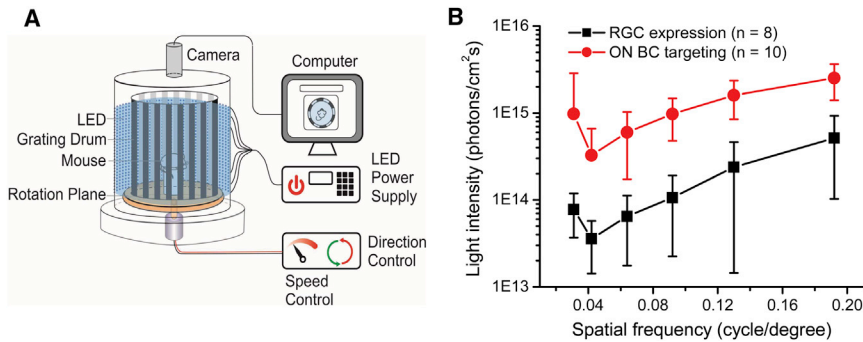 A
Camera
Computer
LED
Grating Drum
Mouse
Rotation Plane
LED
Power
Supply
Direction
Control
Speed
Control
B
1E16
1E15
1E14
1E13
Light intensity (photons/cm²s)
RGC expression (n = 8)
ON BC targeting (n = 10)
0.04 0.08 0.12 0.16 0.20
Spatial frequency (cycle/degree)